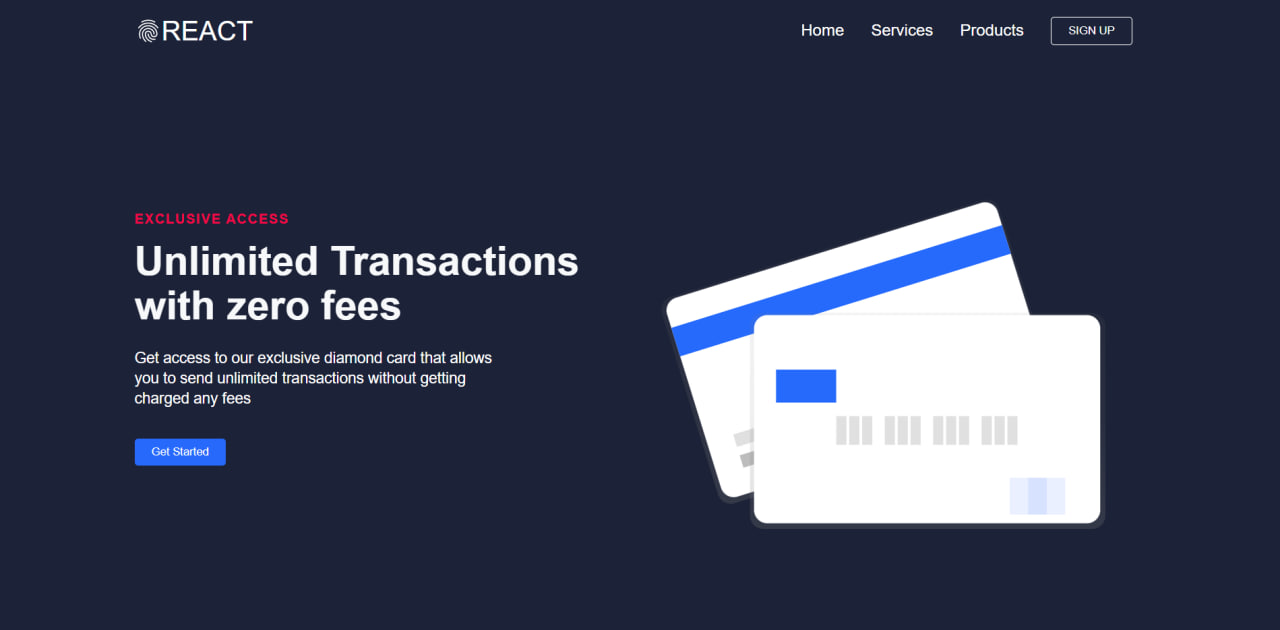 REACT
Home Services Products SIGN UP
EXCLUSIVE ACCESS
Unlimited Transactions
with zero fees
Get access to our exclusive diamond card that allows
you to send unlimited transactions without getting
charged any fees
Get Started